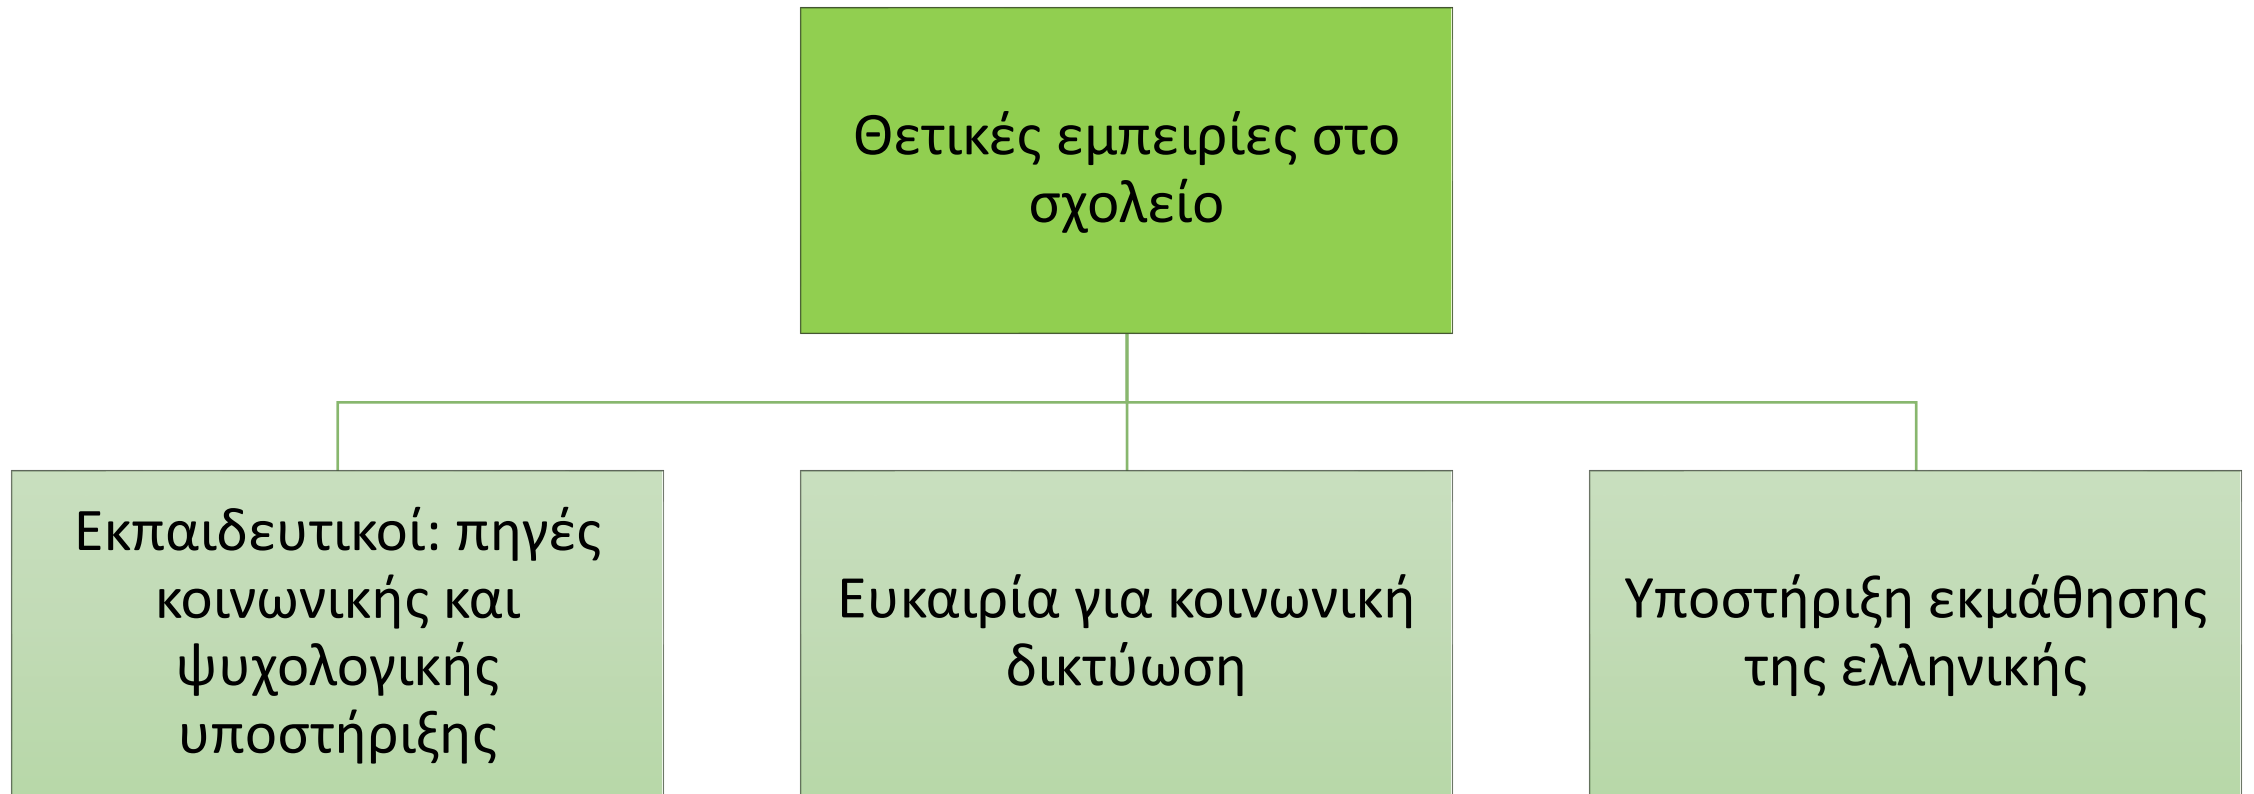 Θετικές εμπειρίες στο
σχολείο
Εκπαιδευτικοί: πηγές
κοινωνικής και
ψυχολογικής
υποστήριξης
Ευκαιρία για κοινωνική
δικτύωση
Υποστήριξη εκμάθησης
της ελληνικής